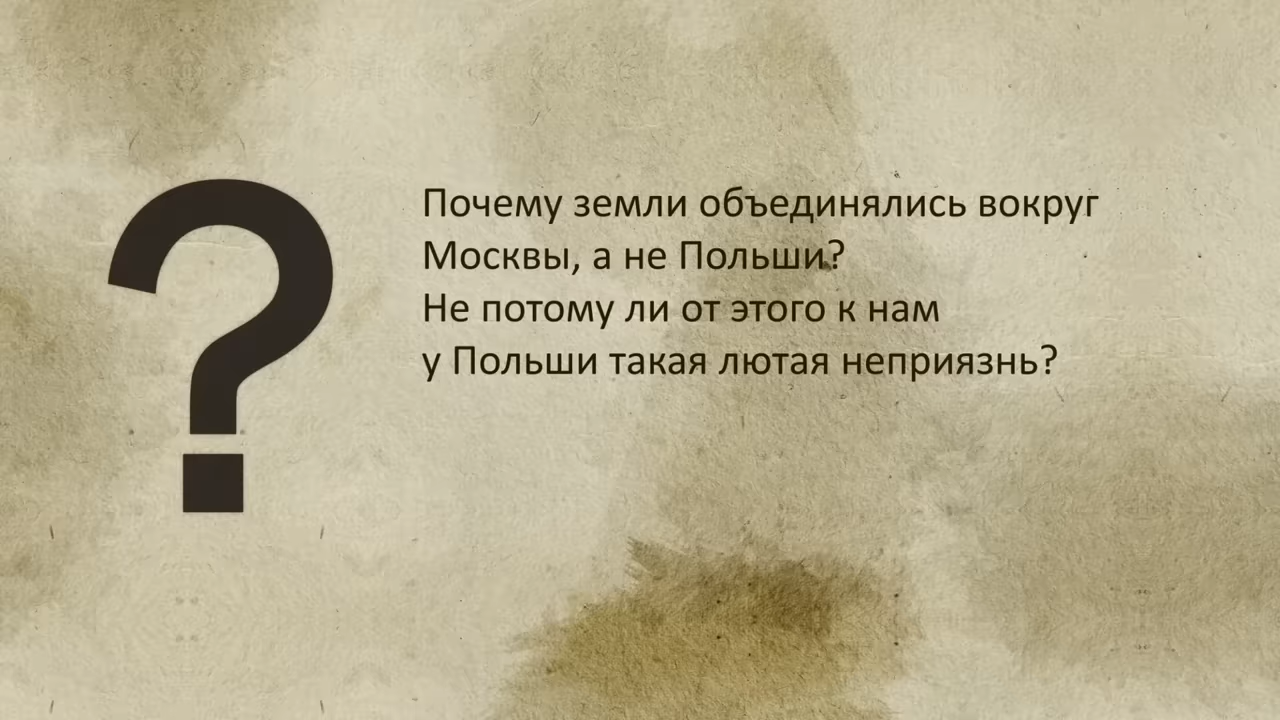 ?
Почему земли объединялись вокруг
Москвы, а не Польши?
Не потому ли от этого к нам
у Польши такая лютая неприязнь?